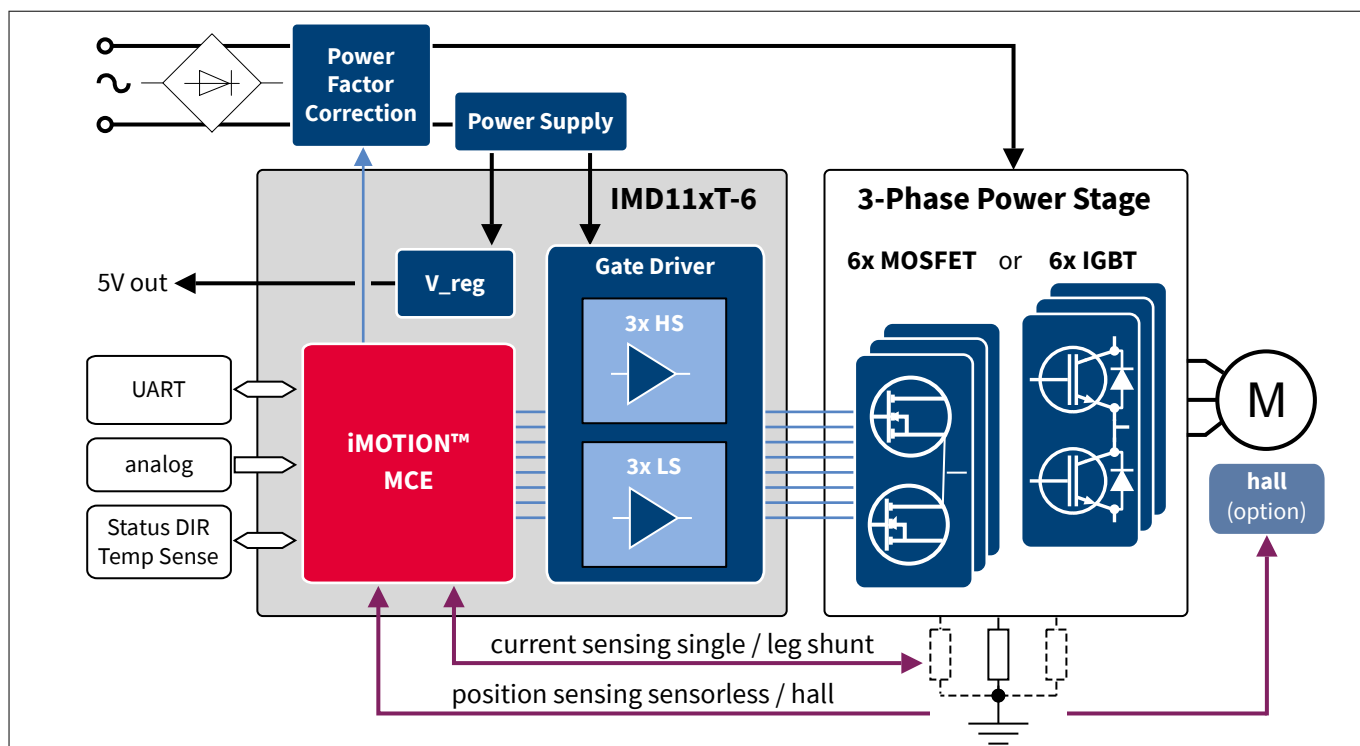 Power
Factor
Correction
Power Supply
IMD11xT-6
3-Phase Power Stage
6x MOSFET or 6x IGBT
Gate Driver
5V out
V_reg
3x HS
UART
iMOTION™
MCE
M
analog
3x LS
hall
(option)
Status DIR
Temp Sense
current sensing single / leg shunt
position sensing sensorless / hall